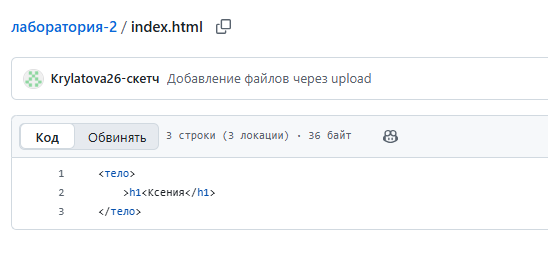 лаборатория-2 / index.html
Krylatova26-скетч Добавление файлов через upload
Код Обвинять 3 строки (3 локации) · 36 байт
1 <тело>
2 >h1<Ксения</h1>
3 </тело>